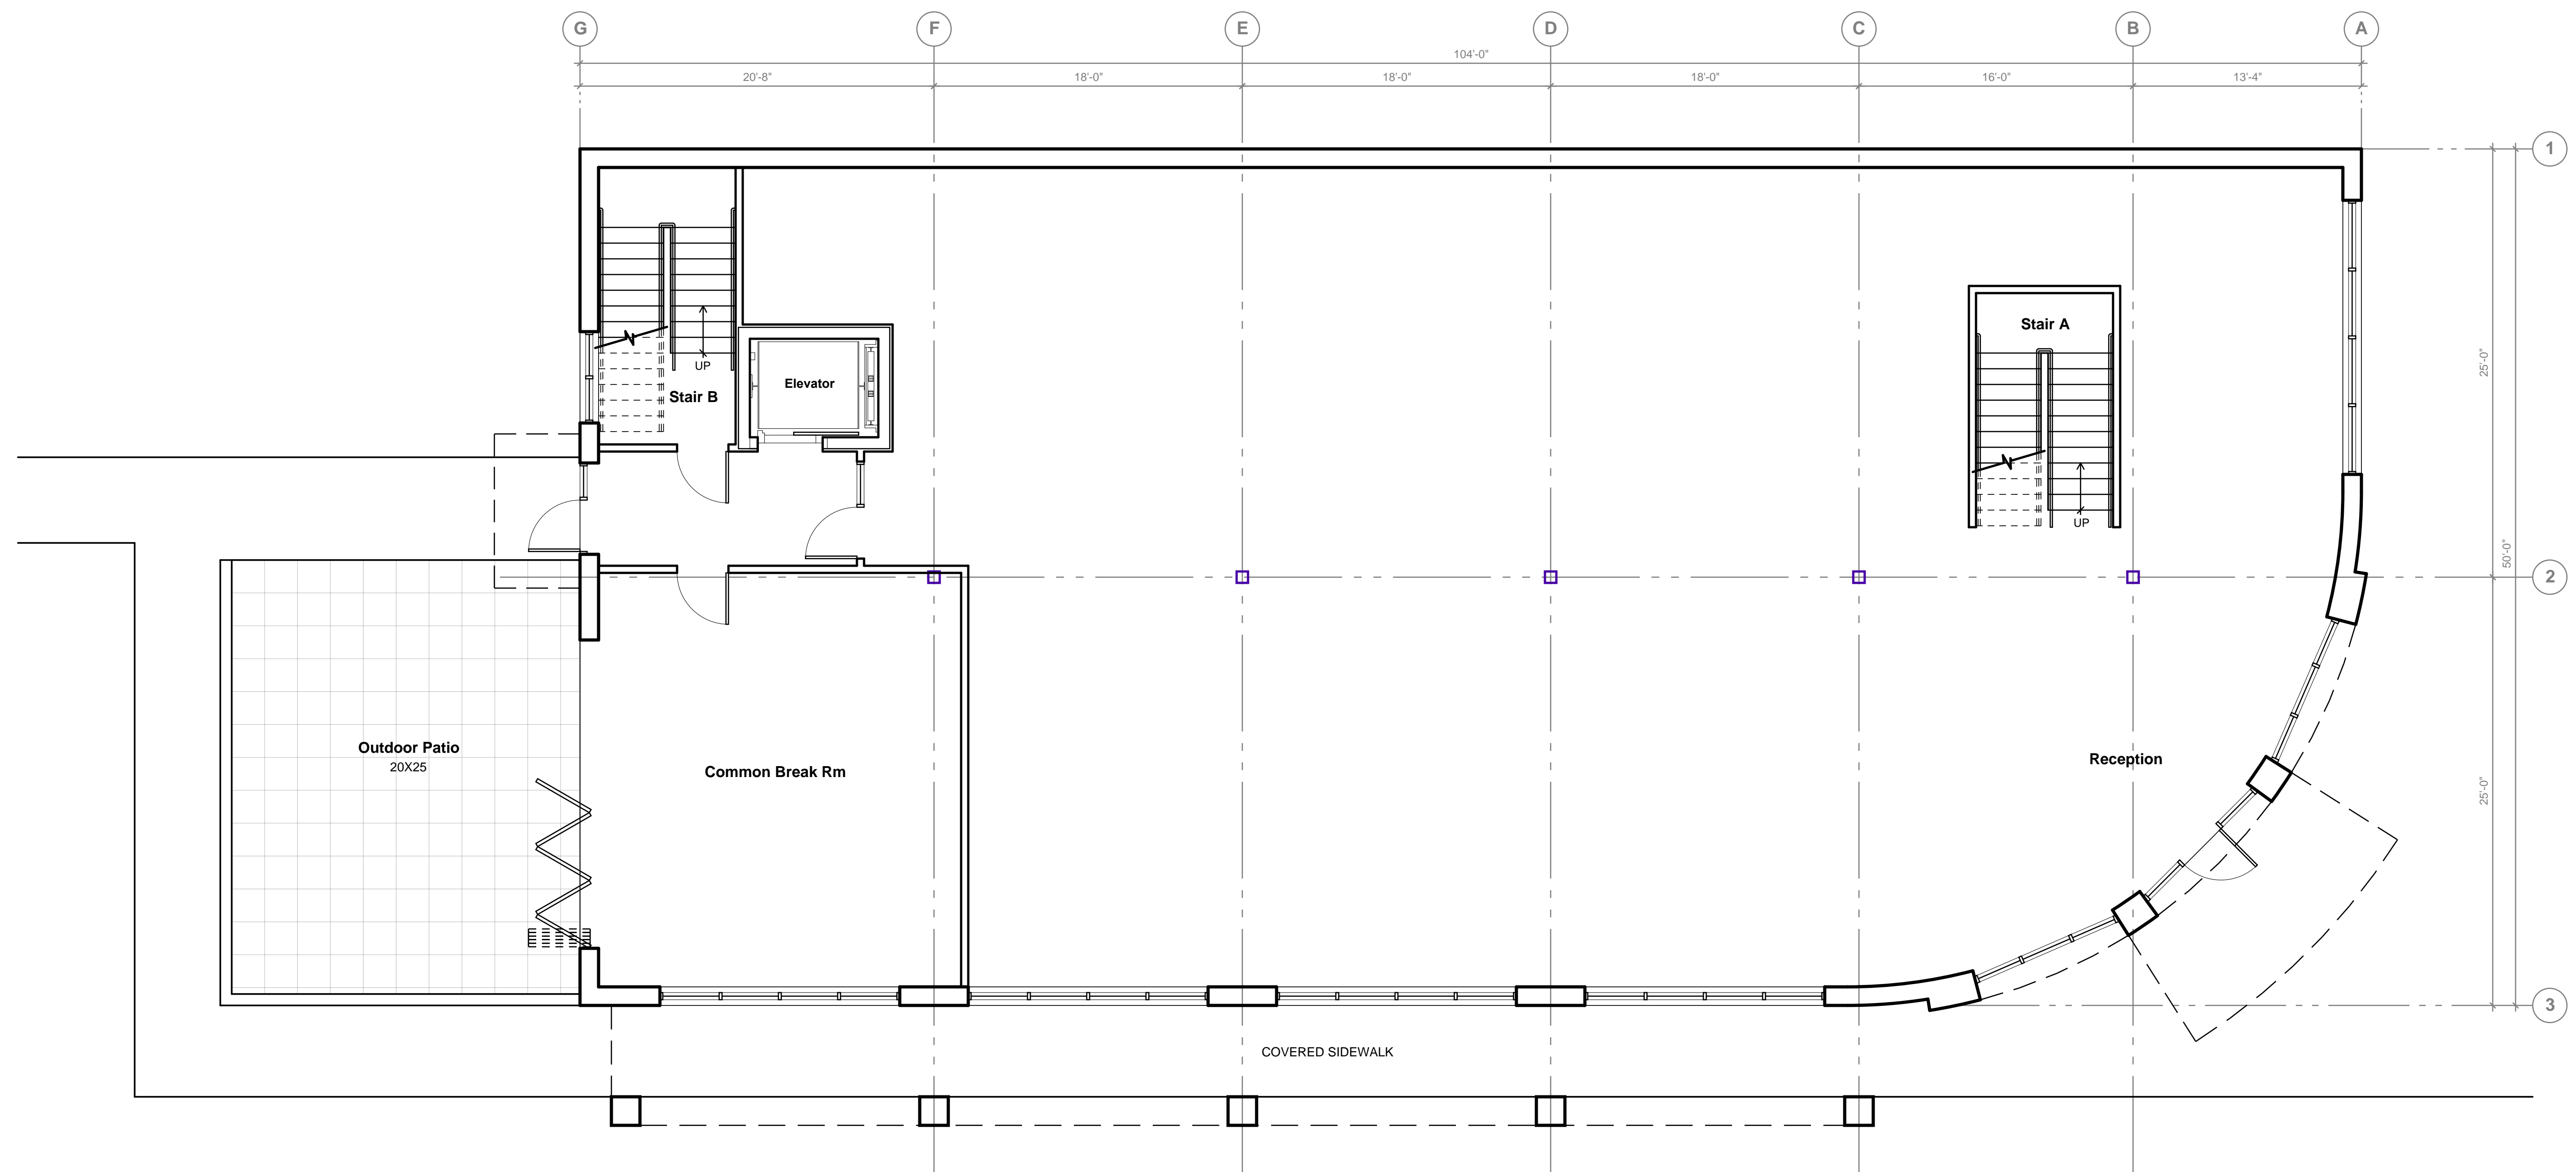 G F E D C B A
104'-0"
20'-8" 18'-0" 18'-0" 18'-0" 16'-0" 13'-4"
1
Stair A
UP
Stair B
Elevator
25'-0"
UP
50'-0"
2
Outdoor Patio
20X25
Common Break Rm
Reception
25'-0"
3
COVERED SIDEWALK